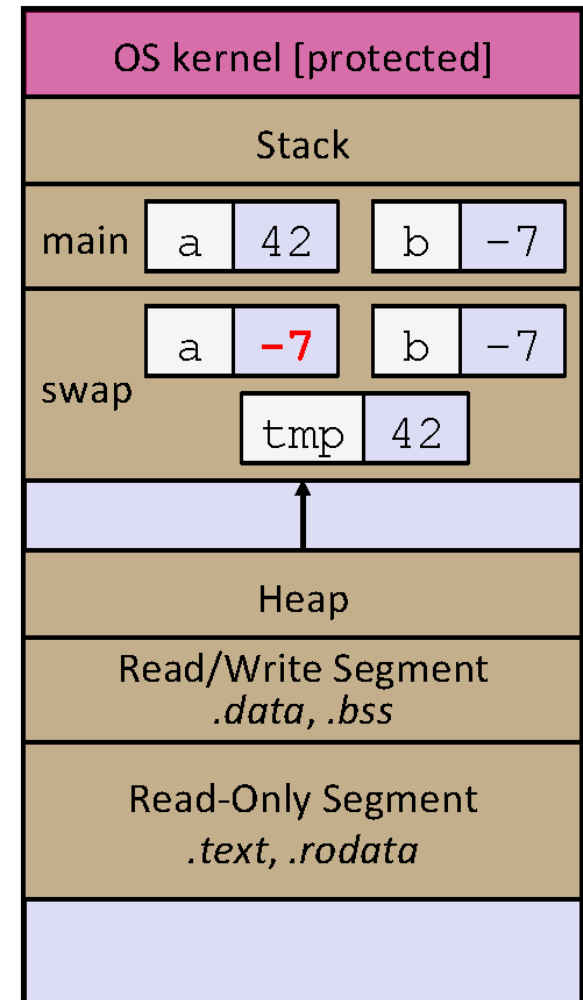 OS kernel [protected]
Stack
main a 42 b -7
a -7 b -7
swap
tmp 42
Heap
Read/Write Segment
.data, .bss
Read-Only Segment
.text, .rodata